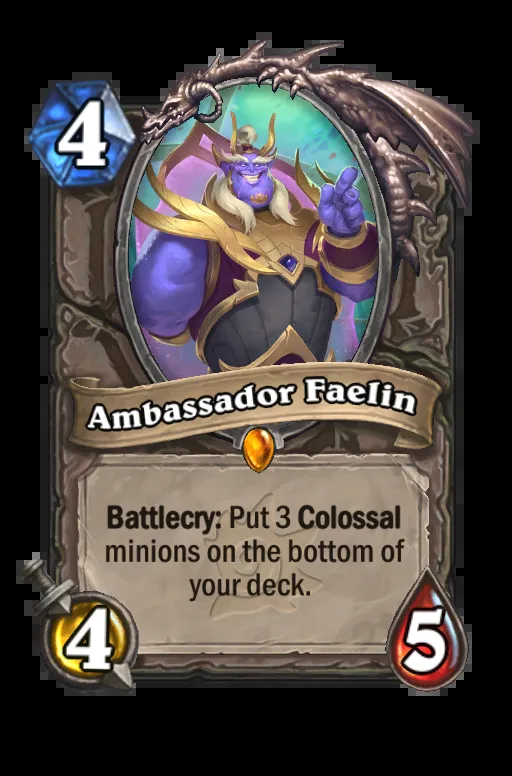 4
Ambassador Faelin
Battlecry: Put 3 Colossal
minions on the bottom of
your deck.
4
5